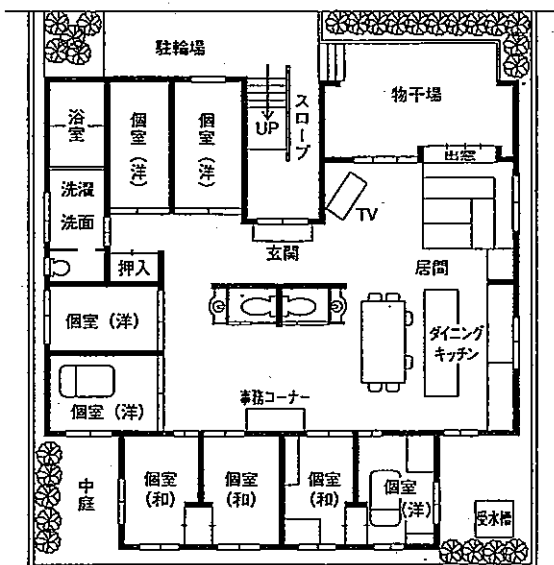 駐輪場
物干場
浴室
個室（洋）
個室（洋）
UP
スロープ
出窓
洗濯
洗面
TV
玄関
居間
押入
個室（洋）
ダイニング
キッチン
個室（洋）
事務コーナー
中庭
個室
（和）
個室
（和）
個室
（和）
個室
（洋）
受水槽